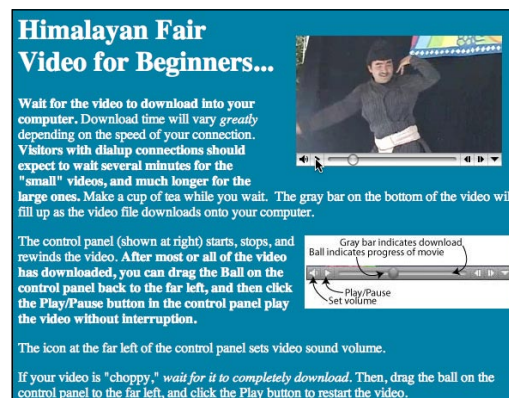 Himalayan Fair
Video for Beginners...
Wait for the video to download into your
computer. Download time will vary greatly
depending on the speed of your connection.
Visitors with dialup connections should
expect to wait several minutes for the
"small" videos, and much longer for the
large ones. Make a cup of tea while you wait. The gray bar on the bottom of the video will
fill up as the video file downloads onto your computer.
The control panel (shown at right) starts, stops, and
rewinds the video. After most or all of the video
has downloaded, you can drag the Ball on the
control panel back to the far left, and then click
the Play/Pause button in the control panel play
the video without interruption.
Gray bar indicates download
Ball indicates progress of movie
Play/Pause
Set volume
The icon at the far left of the control panel sets video sound volume.
If your video is "choppy," wait for it to completely download. Then, drag the ball on the
control panel to the far left, and click the Play button to restart the video.